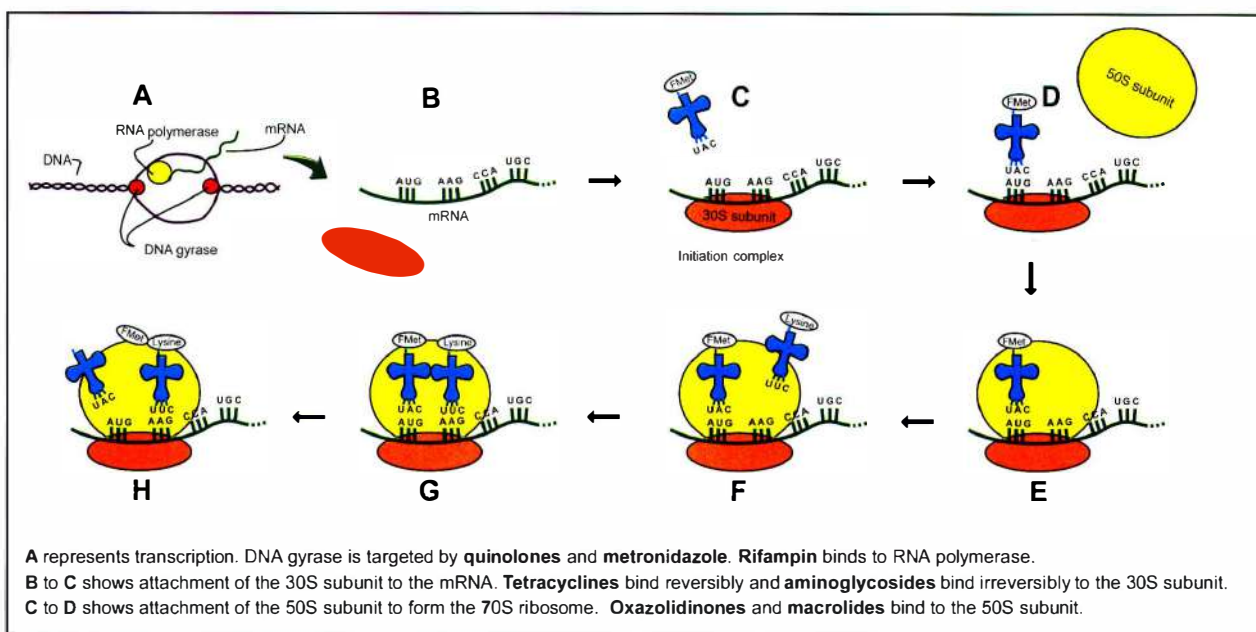 A
RNA polymerase
mRNA
DNA
DNA gyrase
B
AUG AAG CCA UGC
mRNA
FMet
C
UAC
AUG AAG CCA UGC
30S subunit
Initiation complex
50S subunit
FMet
D
UAC
AUG AAG CCA UGC
FMet Lysine
UAC UUC
AUG AAG CCA UGC
H
FMet Lysine
UAC UUC
AUG AAG CCA UGC
G
FMet Lysine
UAC UUC
AUG AAG CCA UGC
F
FMet
UAC
AUG AAG CCA UGC
E
A represents transcription. DNA gyrase is targeted by quinolones and metronidazole. Rifampin binds to RNA polymerase.
B to C shows attachment of the 30S subunit to the mRNA. Tetracyclines bind reversibly and aminoglycosides bind irreversibly to the 30S subunit.
C to D shows attachment of the 50S subunit to form the 70S ribosome. Oxazolidinones and macrolides bind to the 50S subunit.